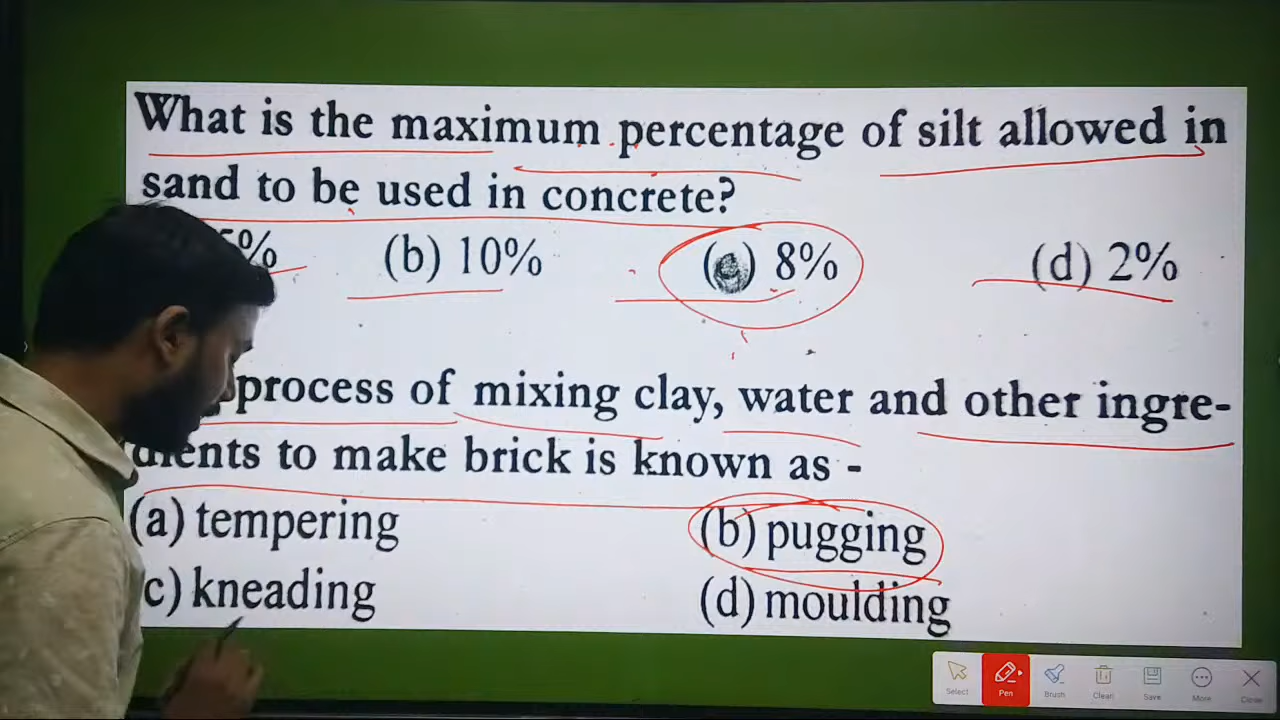 What is the maximum percentage of silt allowed in
sand to be used in concrete?
5% (b) 10% (c) 8% (d) 2%
process of mixing clay, water and other ingre-
dients to make brick is known as -
(a) tempering (b) pugging
c) kneading (d) moulding
Select Pen Brush Clear Save More Close